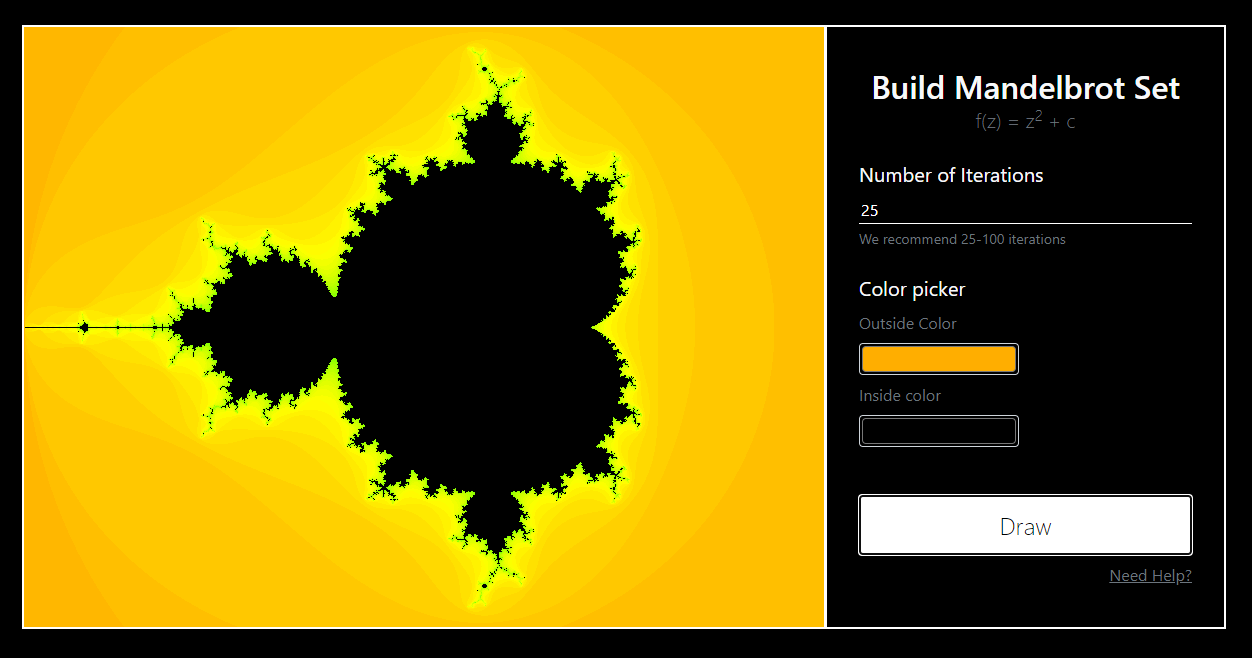 Build Mandelbrot Set
f(z) = z² + c
Number of Iterations
25
We recommend 25-100 iterations
Color picker
Outside Color
Inside color
Draw
Need Help?